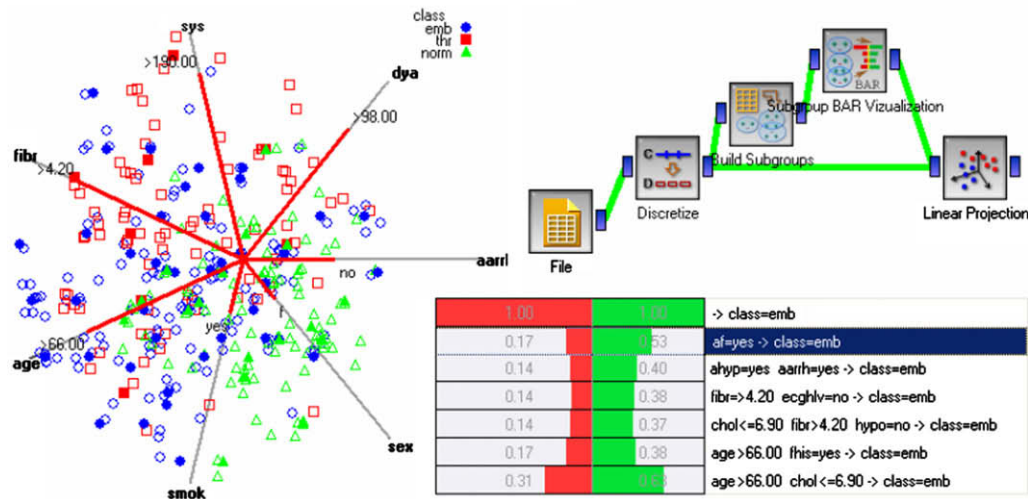 class
emb
thr
norm
sys
>190.00
dya
>98.00
fibr
>4.20
aarrl
no
yes
f
>66.00
age
sex
smok
BAR
Subgroup BAR Vizualization
Build Subgroups
C
D
Discretize
Linear Projection
File
1.00 1.00 -> class=emb
0.17 0.53 af=yes -> class=emb
0.14 0.40 ahyp=yes aarrh=yes -> class=emb
0.14 0.38 fibr=>4.20 ecghlv=no -> class=emb
0.14 0.37 chol<=6.90 fibr>4.20 hypo=no -> class=emb
0.17 0.38 age>66.00 fhis=yes -> class=emb
0.31 age>66.00 chol<=6.90 -> class=emb